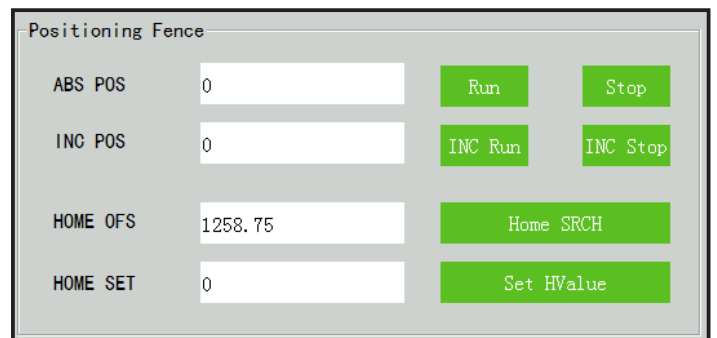 Positioning Fence
ABS POS 0 Run Stop
INC POS 0 INC Run INC Stop
HOME OFS 1258.75 Home SRCH
HOME SET 0 Set HValue